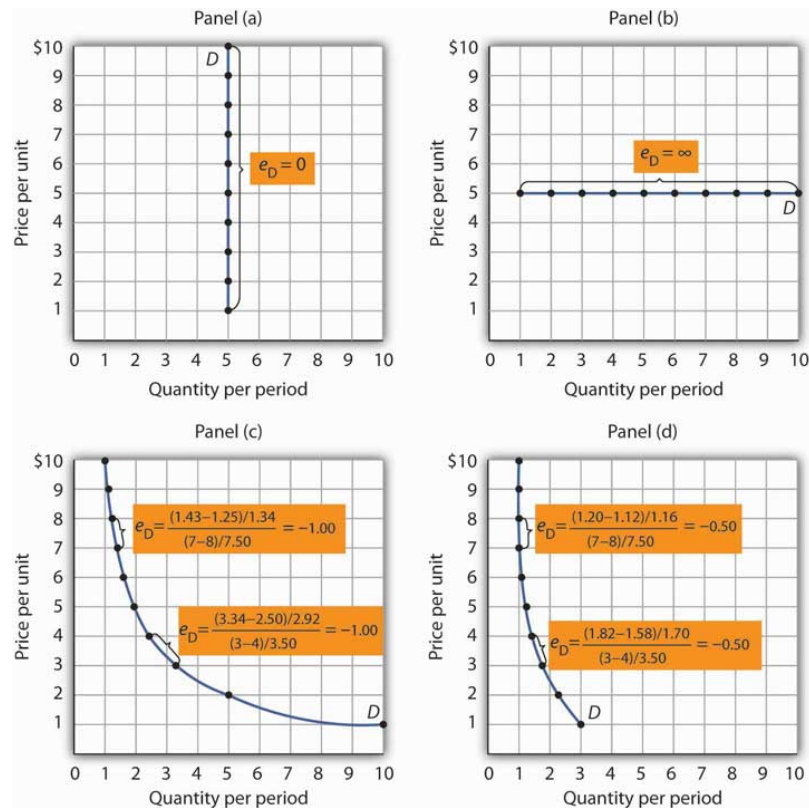 Panel (a)
$10
9
8
7
6
5
4
3
2
1
Price per unit
D
e_D = 0
0 1 2 3 4 5 6 7 8 9 10
Quantity per period
Panel (b)
$10
9
8
7
6
5
4
3
2
1
Price per unit
e_D = ∞
D
0 1 2 3 4 5 6 7 8 9 10
Quantity per period
Panel (c)
$10
9
8
7
6
5
4
3
2
1
Price per unit
e_D = (1.43−1.25)/1.34 / (7−8)/7.50 = −1.00
e_D = (3.34−2.50)/2.92 / (3−4)/3.50 = −1.00
D
0 1 2 3 4 5 6 7 8 9 10
Quantity per period
Panel (d)
$10
9
8
7
6
5
4
3
2
1
Price per unit
e_D = (1.20−1.12)/1.16 / (7−8)/7.50 = −0.50
e_D = (1.82−1.58)/1.70 / (3−4)/3.50 = −0.50
D
0 1 2 3 4 5 6 7 8 9 10
Quantity per period